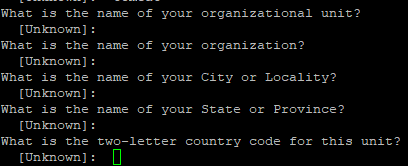 What is the name of your organizational unit?
[Unknown]:
What is the name of your organization?
[Unknown]:
What is the name of your City or Locality?
[Unknown]:
What is the name of your State or Province?
[Unknown]:
What is the two-letter country code for this unit?
[Unknown]: